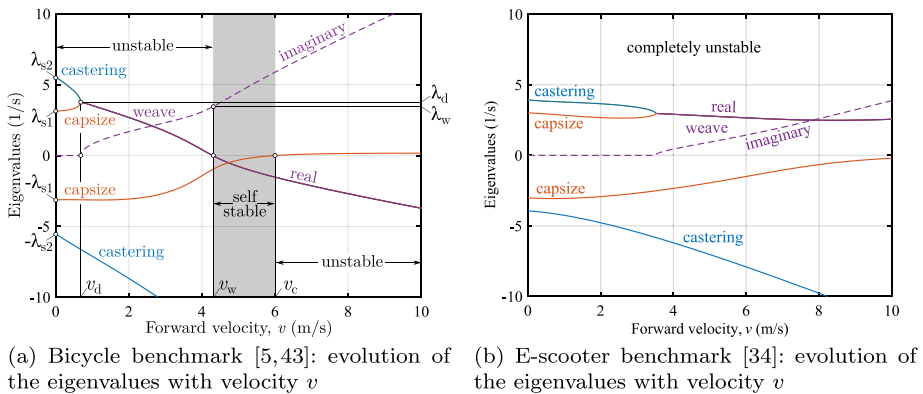 10
5
0
-5
-10
Eigenvalues (1/s)
λs2
λs1
-λs1
-λs2
unstable
imaginary
castering
λd
λw
capsize
weave
capsize
real
self
stable
castering
unstable
vd
vw
vc
0 2 4 6 8 10
Forward velocity, v (m/s)
(a) Bicycle benchmark [5,43]: evolution of
the eigenvalues with velocity v
10
5
0
-5
-10
Eigenvalues (1/s)
completely unstable
castering
real
capsize
weave
imaginary
capsize
castering
0 2 4 6 8 10
Forward velocity, v (m/s)
(b) E-scooter benchmark [34]: evolution of
the eigenvalues with velocity v